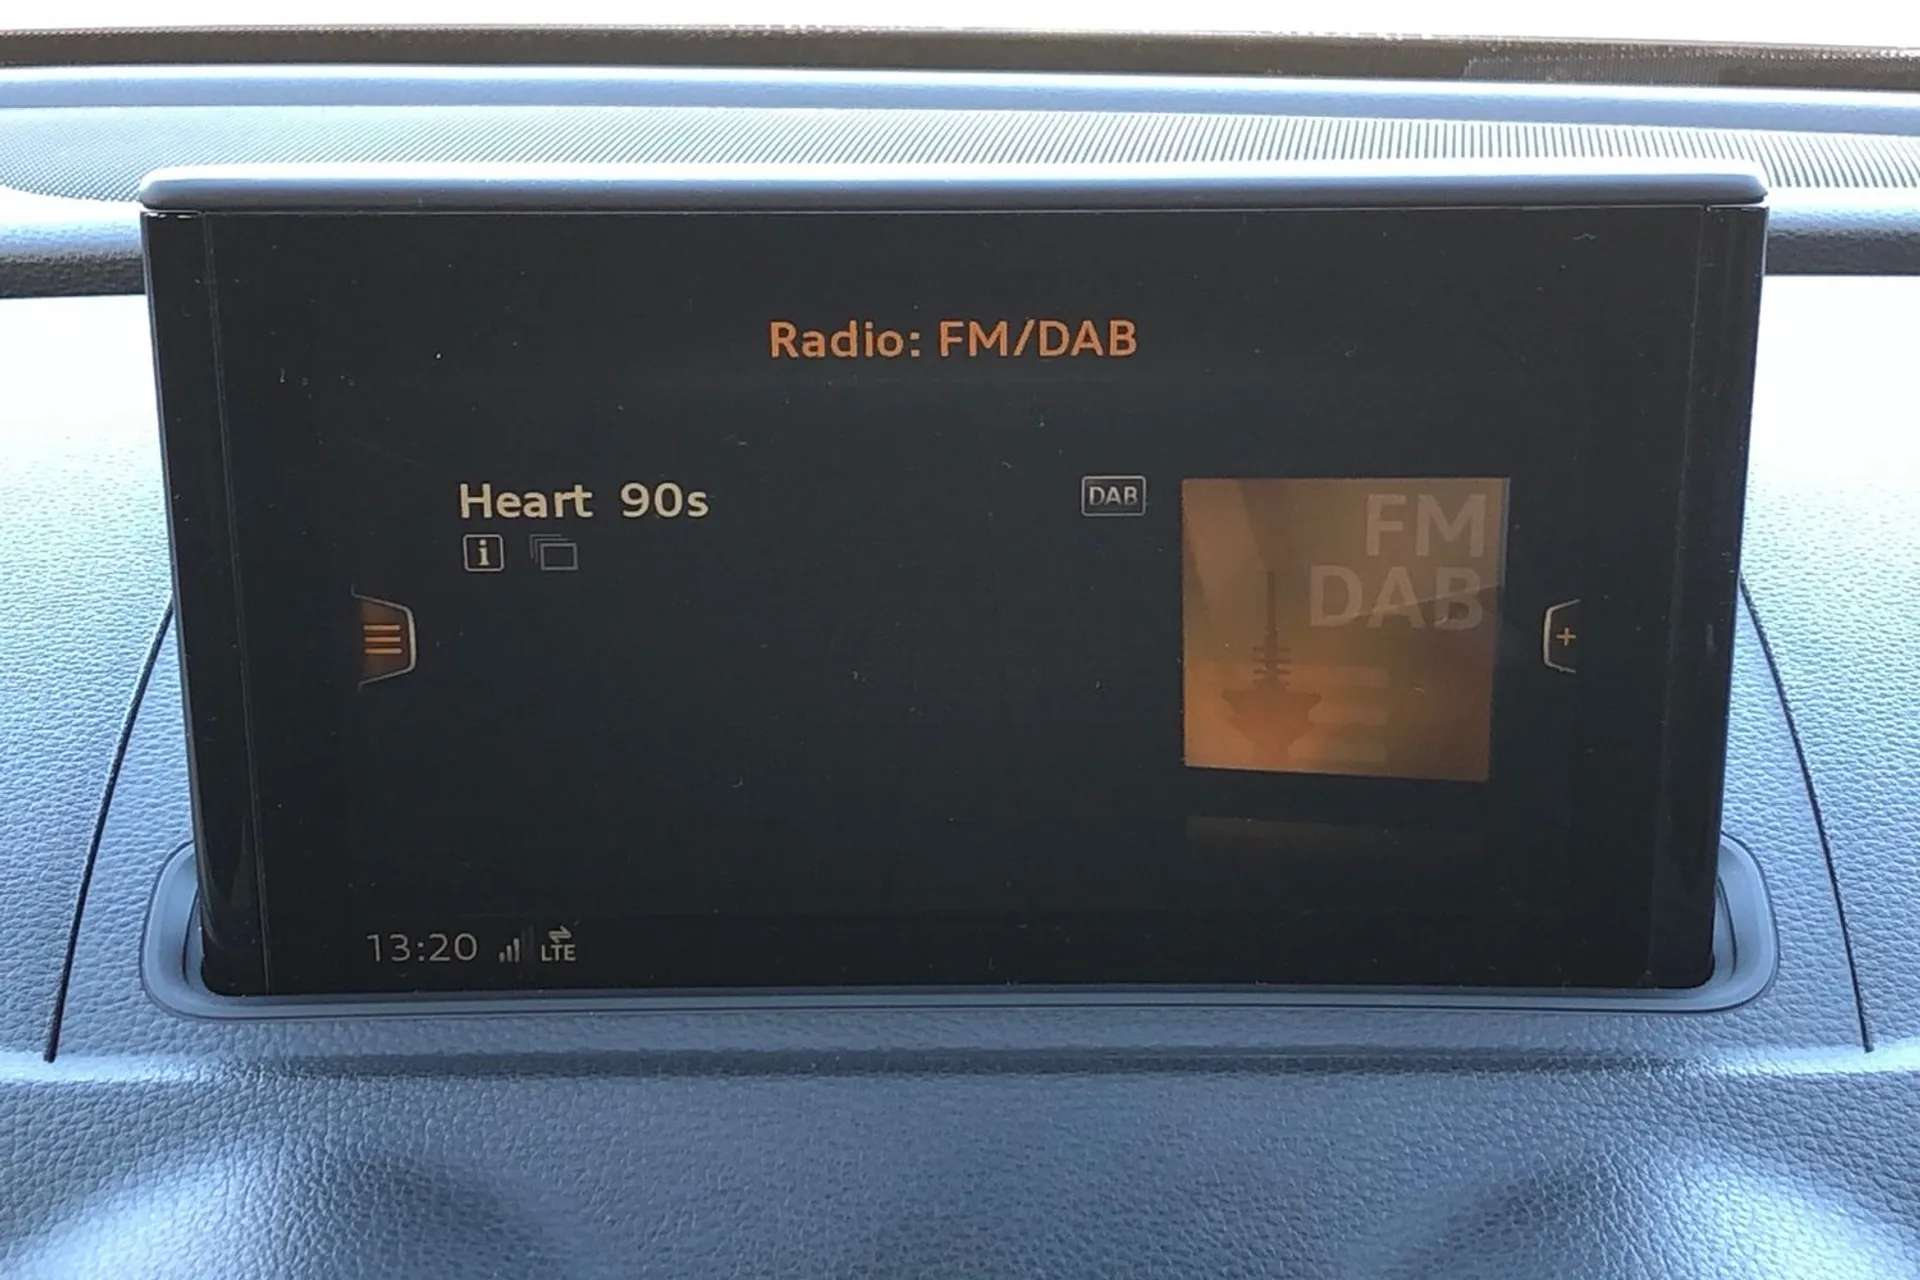 Radio: FM/DAB
Heart 90s
DAB
i
FM
DAB
+
13:20 LTE